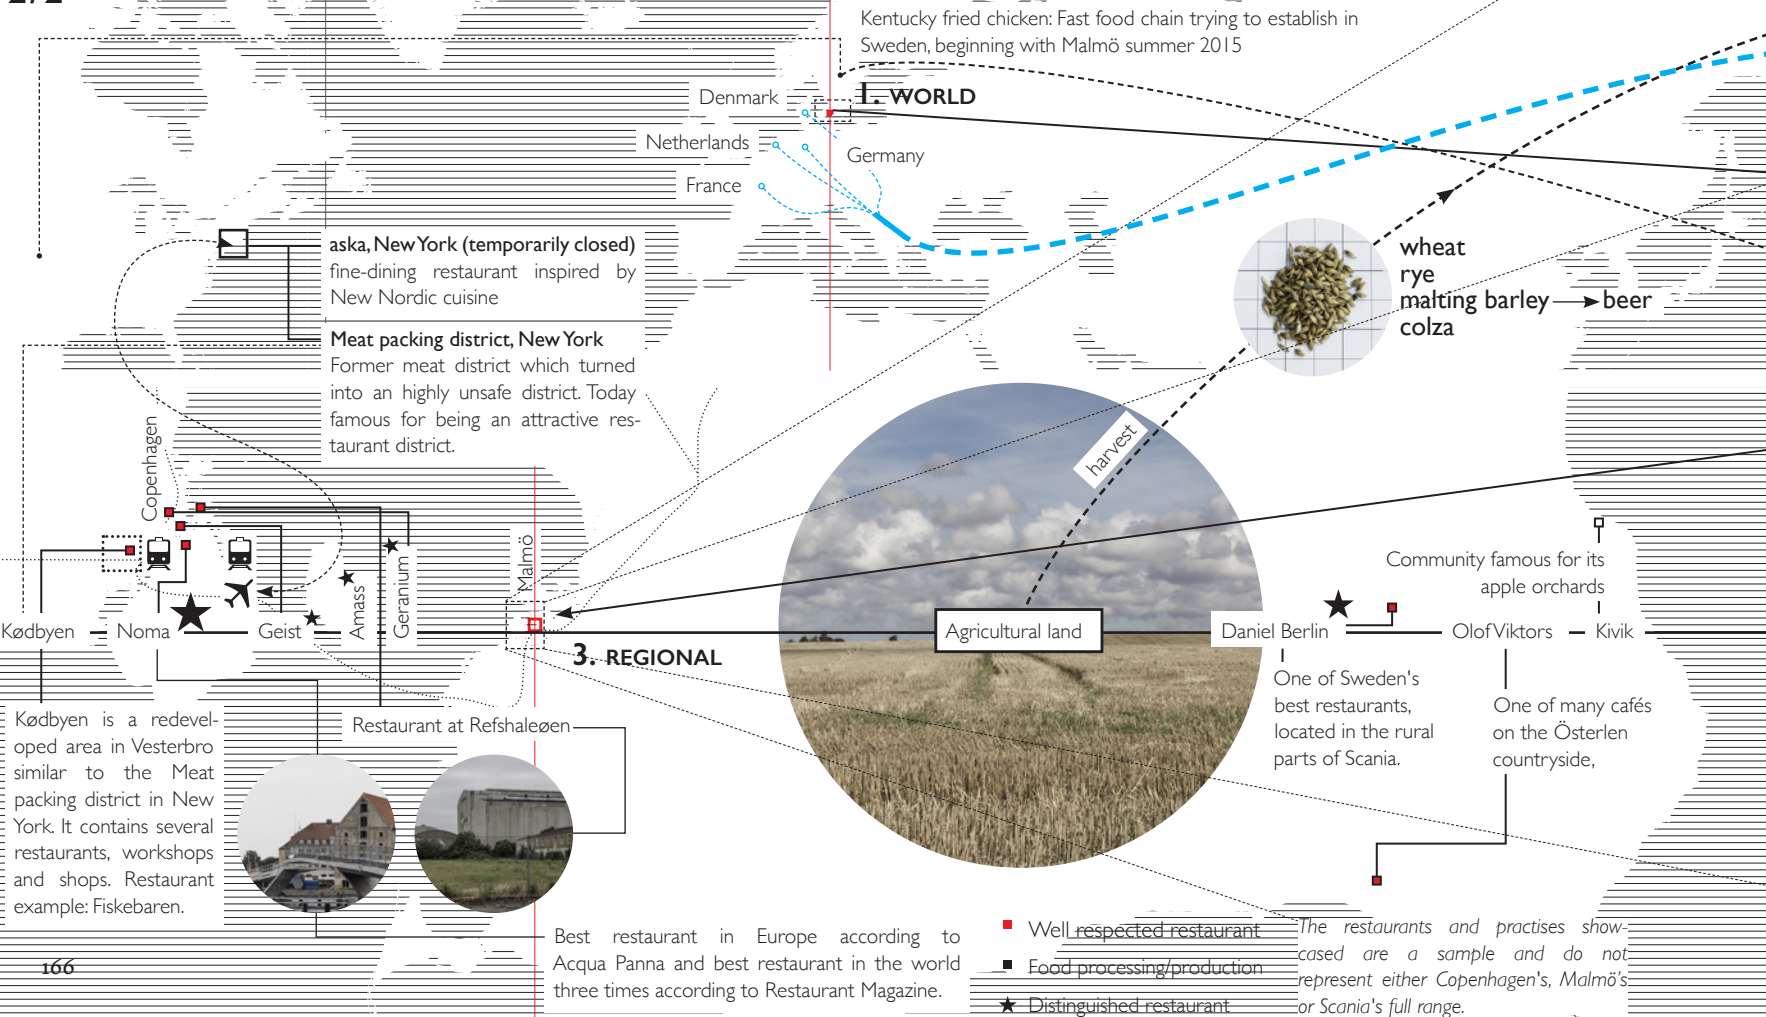 Kentucky fried chicken: Fast food chain trying to establish in
Sweden, beginning with Malmö summer 2015
1. WORLD
Denmark
Netherlands
Germany
France
aska, New York (temporarily closed)
fine-dining restaurant inspired by
New Nordic cuisine
Meat packing district, New York
Former meat district which turned
into an highly unsafe district. Today
famous for being an attractive res-
taurant district.
wheat
rye
malting barley
beer
colza
harvest
Copenhagen
Malmö
Kødbyen
Noma
Geist
Amass
Geranium
3. REGIONAL
Agricultural land
Daniel Berlin
Olof Viktors
Kivik
Community famous for its
apple orchards
One of Sweden's
best restaurants,
located in the rural
parts of Scania.
One of many cafés
on the Österlen
countryside,
Kødbyen is a redevel-
oped area in Vesterbro
similar to the Meat
packing district in New
York. It contains several
restaurants, workshops
and shops. Restaurant
example: Fiskebaren.
Restaurant at Refshaleøen
Best restaurant in Europe according to
Acqua Panna and best restaurant in the world
three times according to Restaurant Magazine.
Well respected restaurant
Food processing/production
Distinguished restaurant
The restaurants and practises show-
cased are a sample and do not
represent either Copenhagen's, Malmö's
or Scania's full range.
166